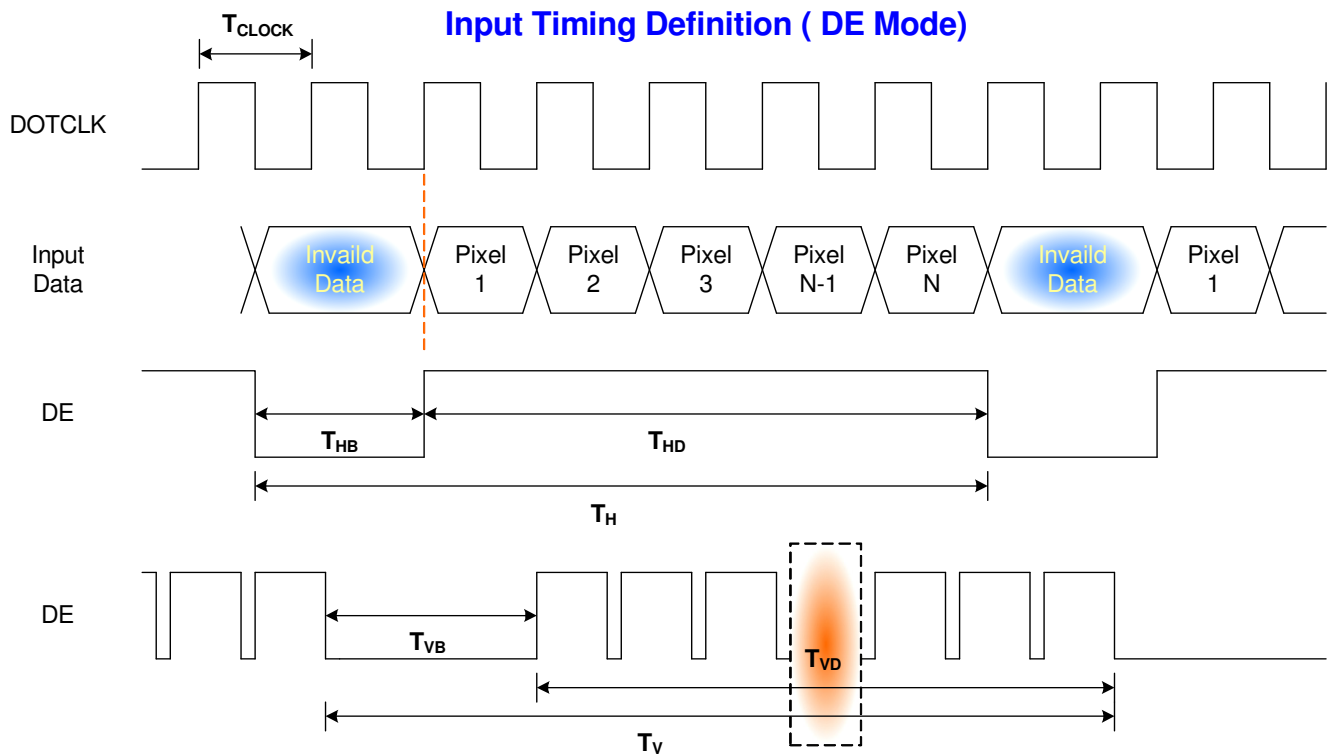 Input Timing Definition ( DE Mode)
TCLOCK
DOTCLK
Input
Data
Invaild
Data
Pixel
1
Pixel
2
Pixel
3
Pixel
N-1
Pixel
N
Invaild
Data
Pixel
1
DE
THB
THD
TH
DE
TVB
TVD
TV